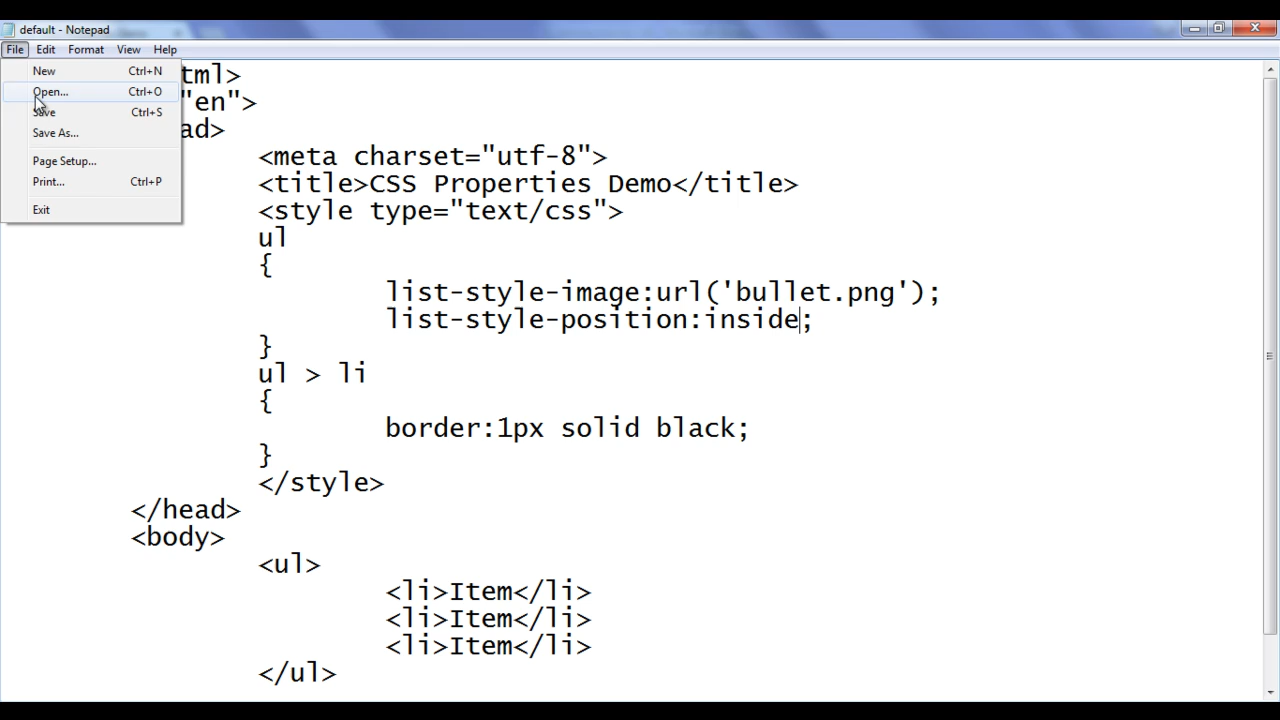 default - Notepad
File Edit Format View Help
New Ctrl+N
Open... Ctrl+O
Save Ctrl+S
Save As...
Page Setup...
Print... Ctrl+P
Exit
tml>
"en">
ad>
<meta charset="utf-8">
<title>CSS Properties Demo</title>
<style type="text/css">
ul
{
list-style-image:url('bullet.png');
list-style-position:inside;
}
ul > li
{
border:1px solid black;
}
</style>
</head>
<body>
<ul>
<li>Item</li>
<li>Item</li>
<li>Item</li>
</ul>